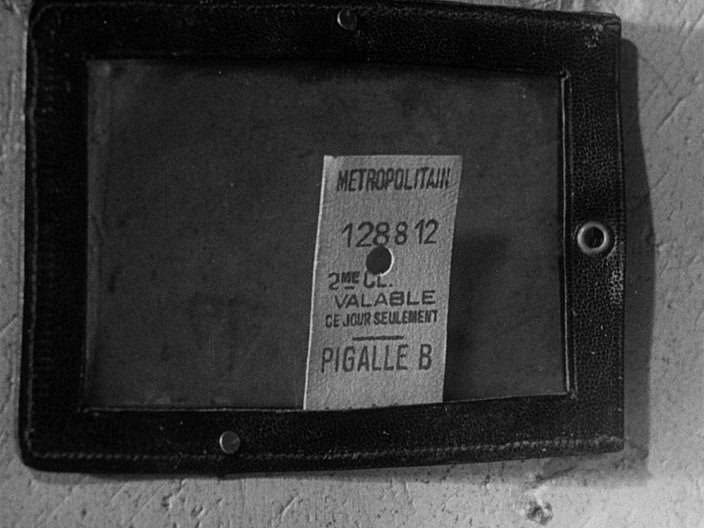 METROPOLITAIN
128812
2ME CL.
VALABLE
CE JOUR SEULEMENT
PIGALLE B